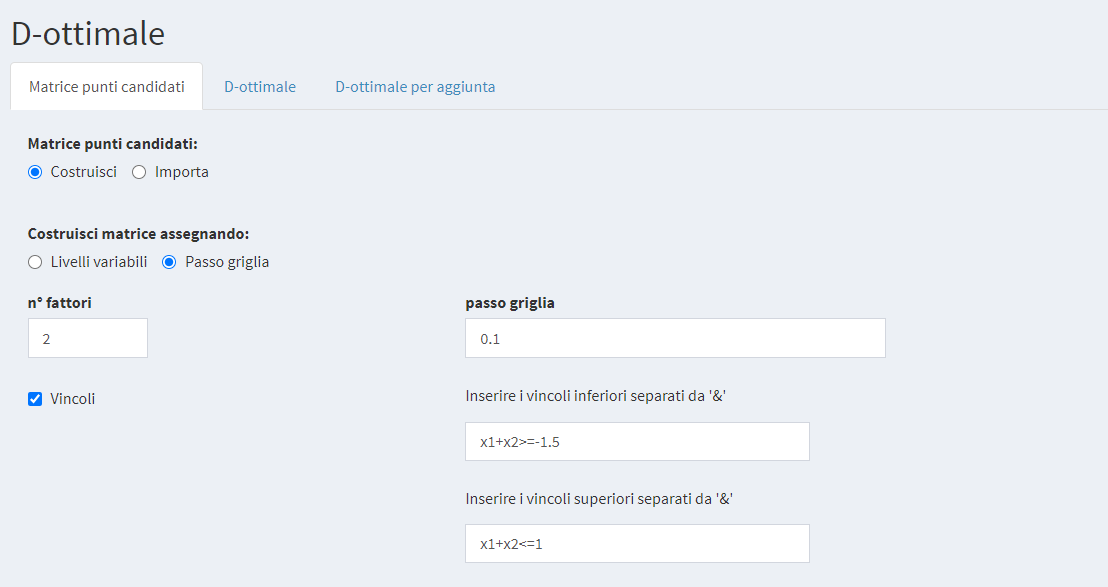 D-ottimale
Matrice punti candidati
D-ottimale
D-ottimale per aggiunta
Matrice punti candidati:
Costruisci
Importa
Costruisci matrice assegnando:
Livelli variabili
Passo griglia
n° fattori
passo griglia
2
0.1
Vincoli
Inserire i vincoli inferiori separati da '&'
x1+x2>=-1.5
Inserire i vincoli superiori separati da '&'
x1+x2<=1